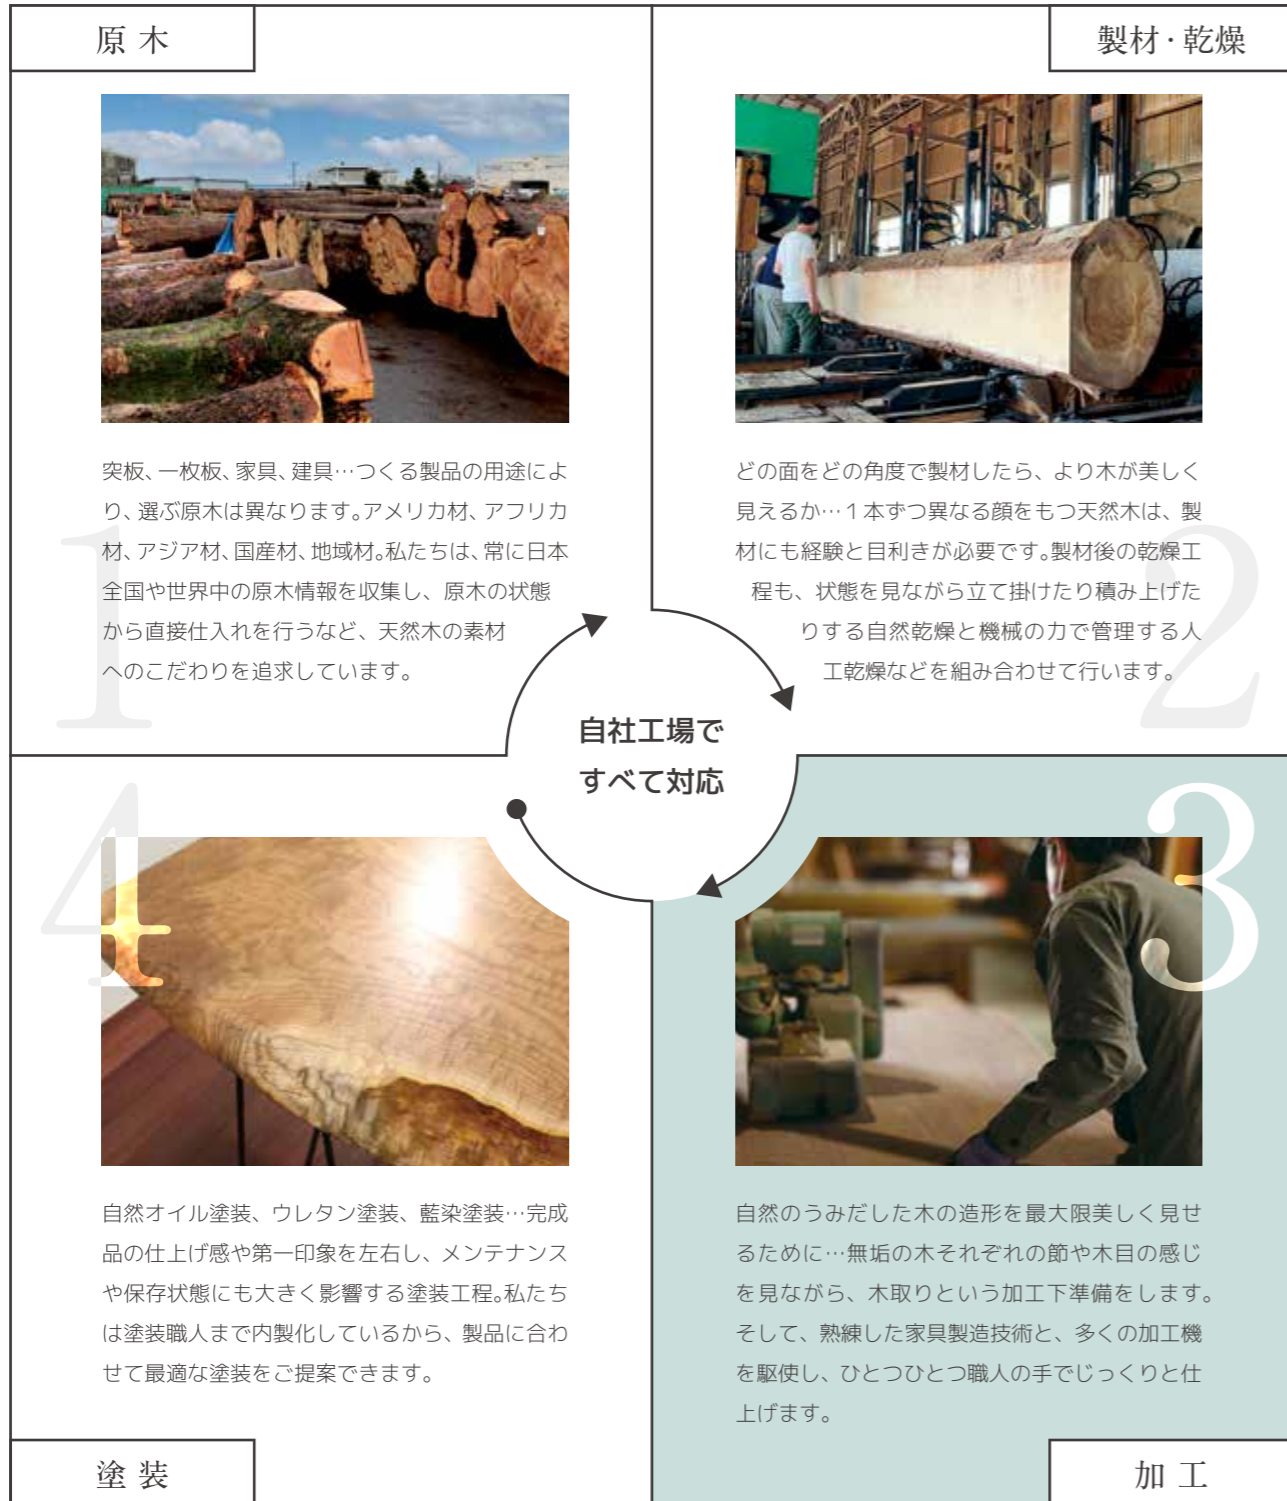 原木
1
突板、一枚板、家具、建具…つくる製品の用途によ
り、選ぶ原木は異なります。アメリカ材、アフリカ
材、アジア材、国産材、地域材。私たちは、常に日本
全国や世界中の原木情報を収集し、原木の状態
から直接仕入れを行うなど、天然木の素材
へのこだわりを追求しています。
製材・乾燥
2
どの面をどの角度で製材したら、より木が美しく
見えるか…1本ずつ異なる顔をもつ天然木は、製
材にも経験と目利きが必要です。製材後の乾燥工
程も、状態を見ながら立て掛けたり積み上げた
りする自然乾燥と機械の力で管理する人
工乾燥などを組み合わせて行います。
自社工場で
すべて対応
3
自然のうみだした木の造形を最大限美しく見せ
るために…無垢の木それぞれの節や木目の感じ
を見ながら、木取りという加工下準備をします。
そして、熟練した家具製造技術と、多くの加工機
を駆使し、ひとつひとつ職人の手でじっくりと仕
上げます。
加工
4
自然オイル塗装、ウレタン塗装、藍染塗装…完成
品の仕上げ感や第一印象を左右し、メンテナンス
や保存状態にも大きく影響する塗装工程。私たち
は塗装職人まで内製化しているから、製品に合わ
せて最適な塗装をご提案できます。
塗装